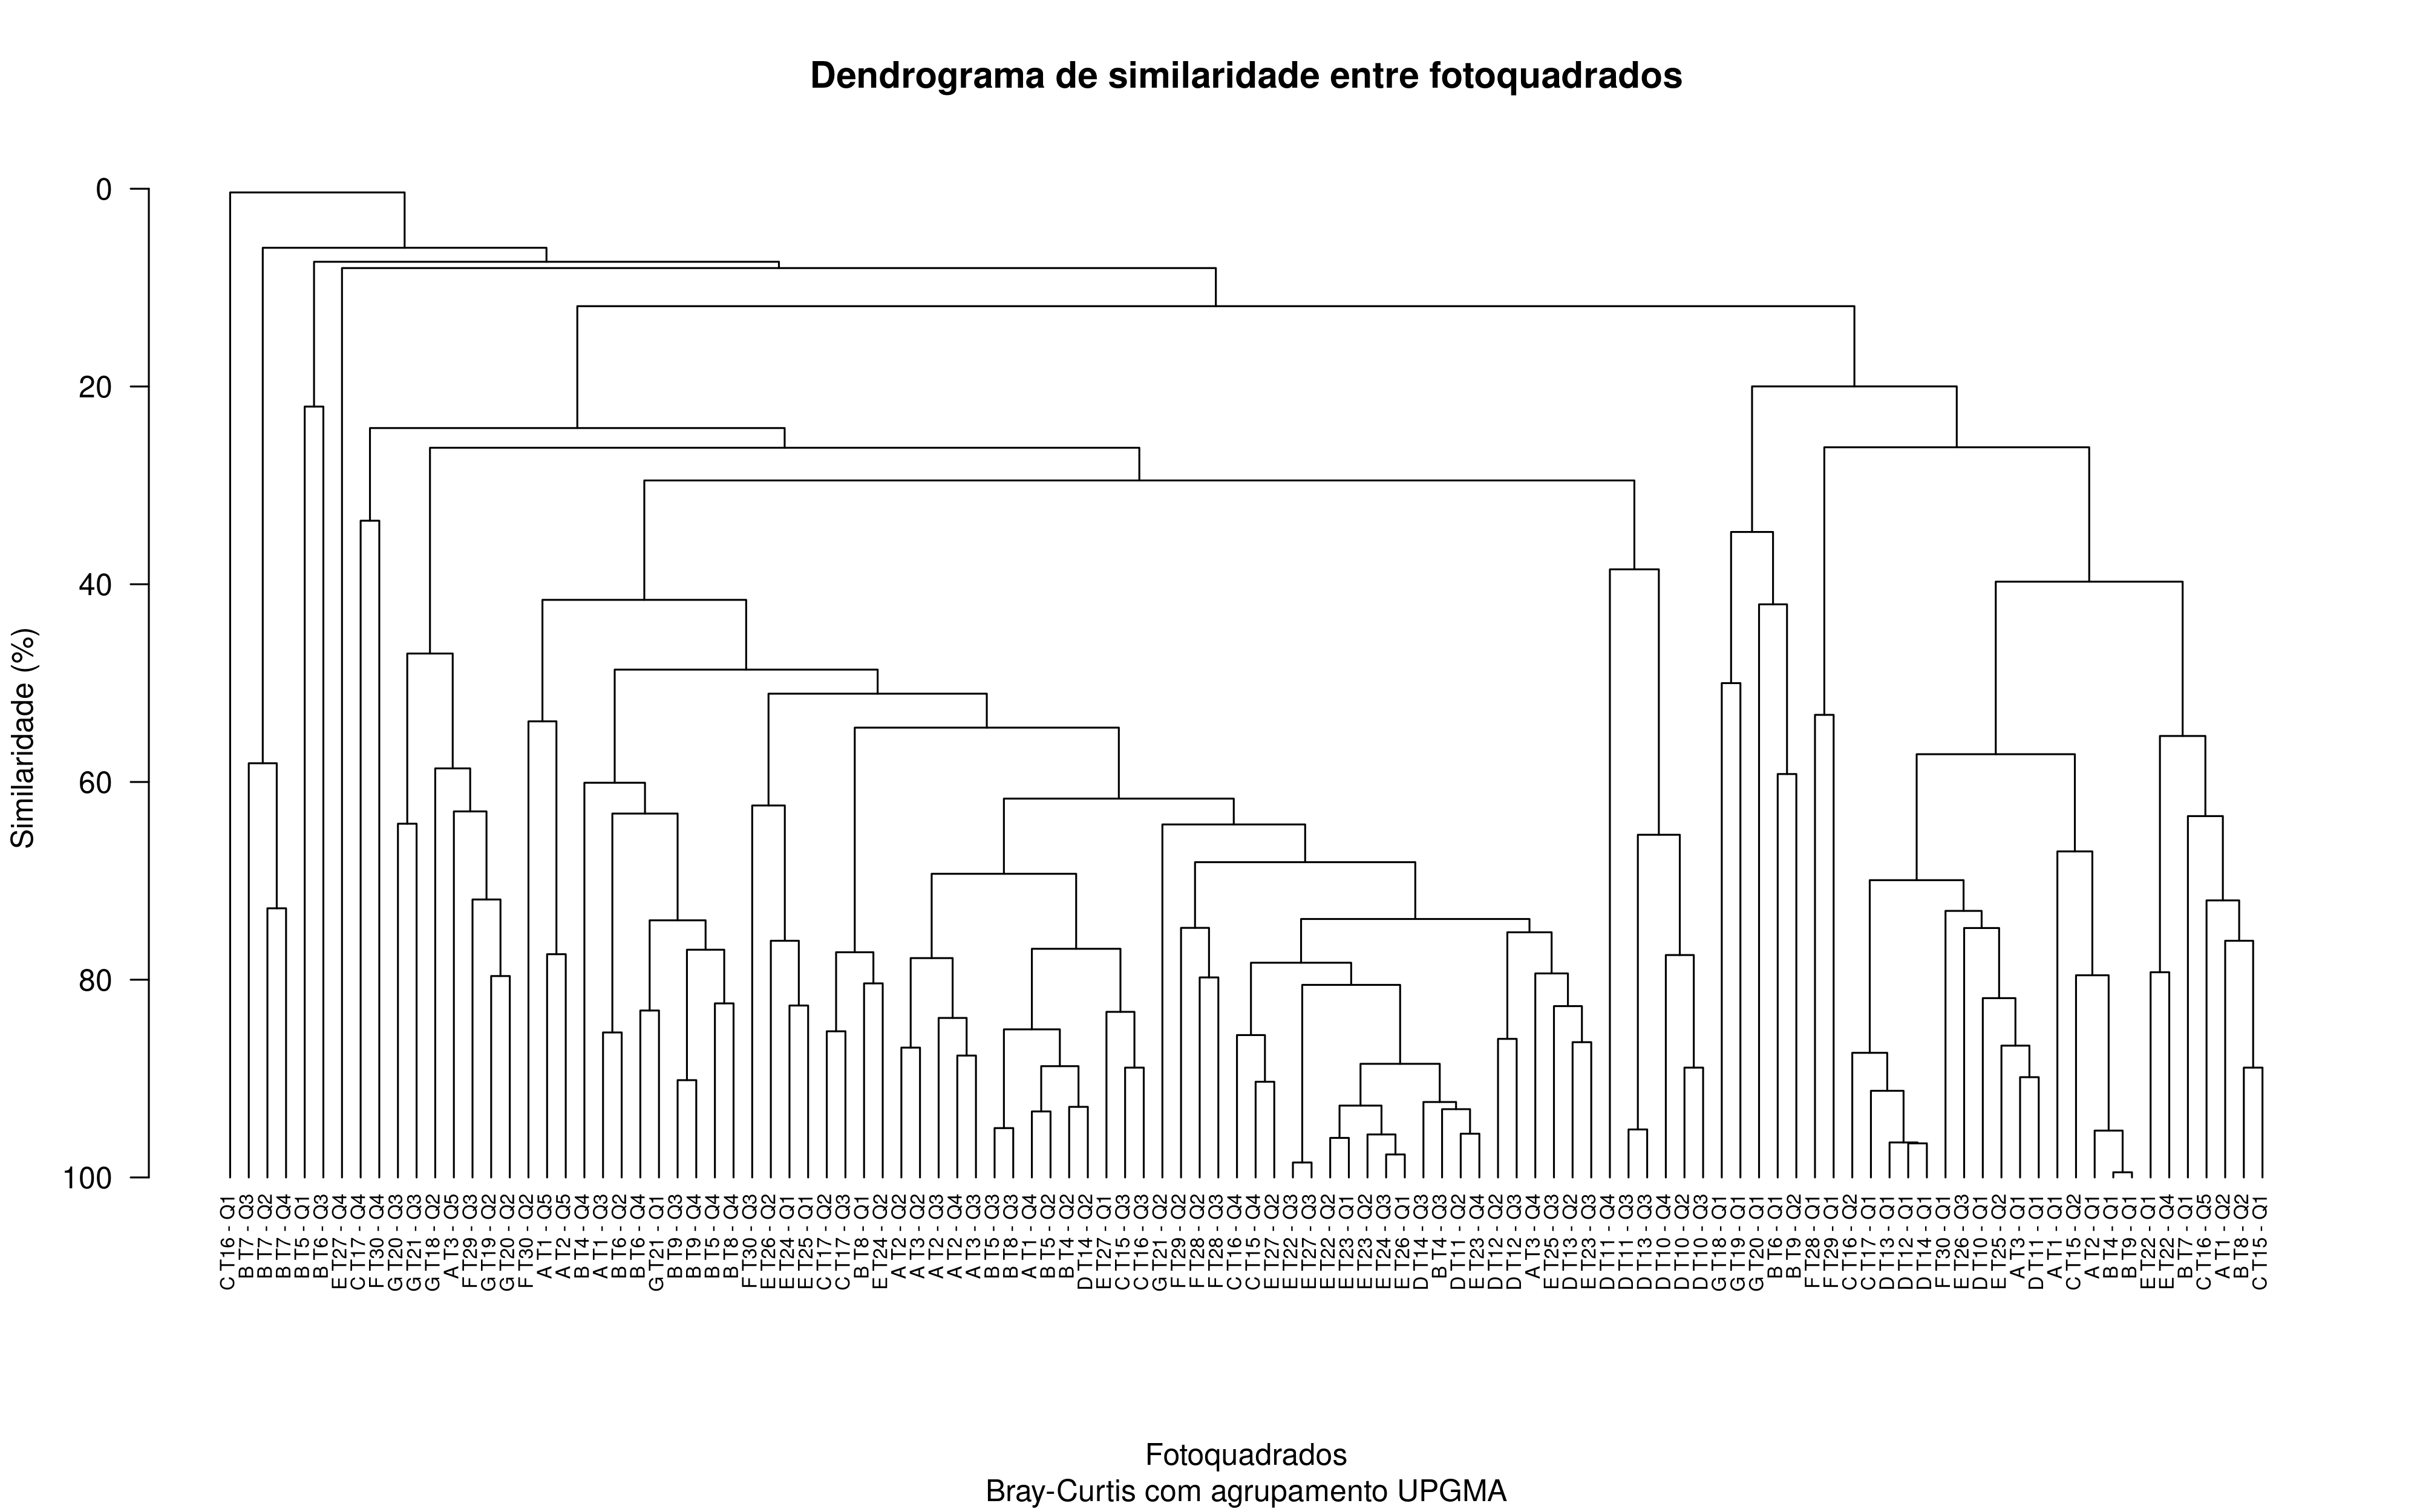 Dendrograma de similaridade entre fotoquadrados
Similaridade (%)
0
20
40
60
80
100
C T16 - Q1
B T7 - Q3
B T7 - Q2
B T7 - Q4
B T5 - Q1
B T6 - Q3
E T27 - Q4
C T17 - Q4
F T30 - Q4
G T20 - Q3
G T21 - Q3
G T18 - Q2
A T3 - Q5
F T29 - Q3
G T19 - Q2
G T20 - Q2
F T30 - Q2
A T1 - Q5
A T2 - Q5
B T4 - Q4
A T1 - Q3
B T6 - Q2
B T6 - Q4
G T21 - Q1
B T9 - Q3
B T9 - Q4
B T5 - Q4
B T8 - Q4
F T30 - Q3
E T26 - Q2
E T24 - Q1
E T25 - Q1
C T17 - Q2
C T17 - Q3
B T8 - Q1
E T24 - Q2
A T2 - Q2
A T3 - Q2
A T2 - Q3
A T2 - Q4
A T3 - Q3
B T5 - Q3
B T8 - Q3
A T1 - Q4
B T5 - Q2
B T4 - Q2
D T14 - Q2
E T27 - Q1
C T15 - Q3
C T16 - Q3
G T21 - Q2
F T29 - Q2
F T28 - Q2
F T28 - Q3
C T16 - Q4
C T15 - Q4
E T27 - Q2
E T22 - Q3
E T27 - Q3
E T22 - Q2
E T23 - Q1
E T23 - Q2
E T24 - Q3
E T26 - Q1
D T14 - Q3
B T4 - Q3
D T11 - Q2
E T23 - Q4
D T12 - Q2
D T12 - Q3
A T3 - Q4
E T25 - Q3
D T13 - Q2
E T23 - Q3
D T11 - Q4
D T11 - Q3
D T13 - Q3
D T10 - Q4
D T10 - Q2
D T10 - Q3
G T18 - Q1
G T19 - Q1
G T20 - Q1
B T6 - Q1
B T9 - Q2
F T28 - Q1
F T29 - Q1
C T16 - Q2
C T17 - Q1
D T13 - Q1
D T12 - Q1
D T14 - Q1
F T30 - Q1
E T26 - Q3
D T10 - Q1
E T25 - Q2
A T3 - Q1
D T11 - Q1
A T1 - Q1
C T15 - Q2
A T2 - Q1
B T4 - Q1
B T9 - Q1
E T22 - Q1
E T22 - Q4
B T7 - Q1
C T16 - Q5
A T1 - Q2
B T8 - Q2
C T15 - Q1
Fotoquadrados
Bray-Curtis com agrupamento UPGMA